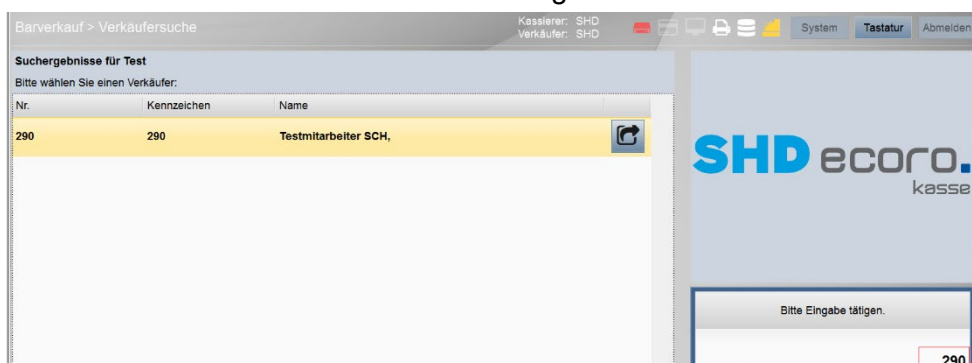 Barverkauf > Verkäufersuche
Kassierer: SHD
Verkäufer: SHD
System
Tastatur
Abmelden
Suchergebnisse für Test
Bitte wählen Sie einen Verkäufer:
Nr.
Kennzeichen
Name
290
290
Testmitarbeiter SCH,
SHD ecoro.
kasse
Bitte Eingabe tätigen.
290